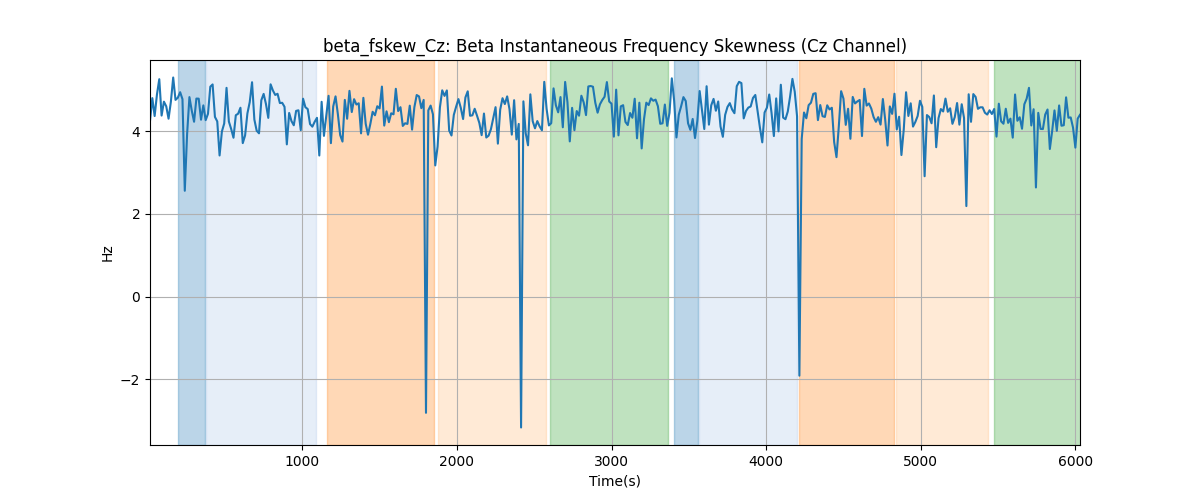 beta_fskew_Cz: Beta Instantaneous Frequency Skewness (Cz Channel)
4
2
0
−2
Hz
1000 2000 3000 4000 5000 6000
Time(s)